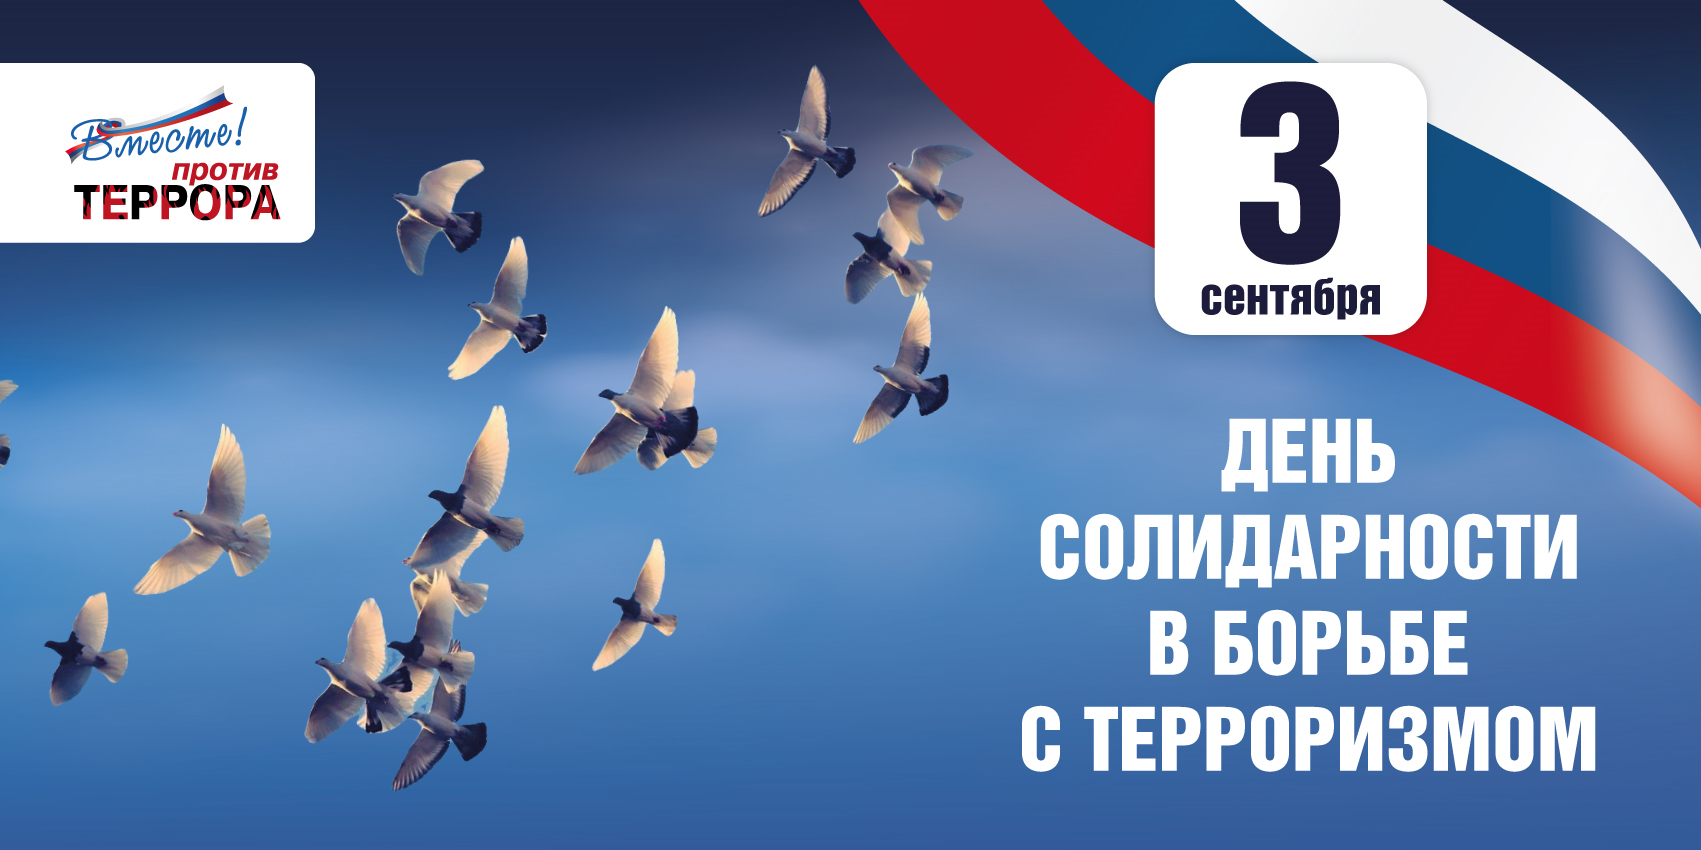 Вместе!
против
ТЕРРОРА
3
сентября
ДЕНЬ
СОЛИДАРНОСТИ
В БОРЬБЕ
С ТЕРРОРИЗМОМ